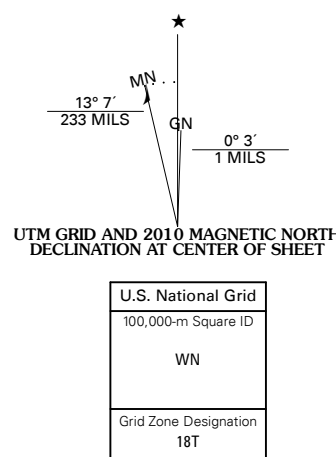 ★
MN
13° 7´
233 MILS
GN
0° 3´
1 MILS
UTM GRID AND 2010 MAGNETIC NORTH
DECLINATION AT CENTER OF SHEET
U.S. National Grid
100,000-m Square ID
WN
Grid Zone Designation
18T